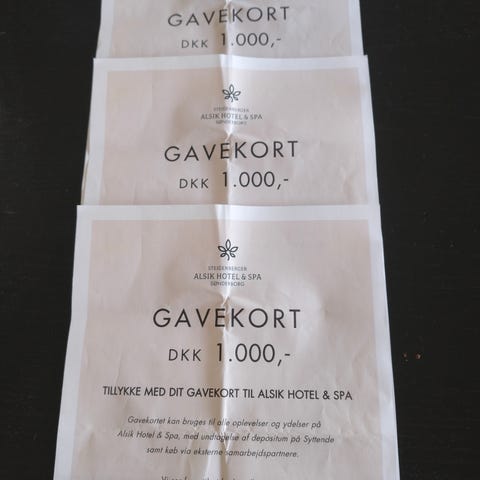 GAVEKORT
DKK 1.000,-
STEIGENBERGER
ALSIK HOTEL & SPA
SØNDERBORG
GAVEKORT
DKK 1.000,-
STEIGENBERGER
ALSIK HOTEL & SPA
SØNDERBORG
GAVEKORT
DKK 1.000,-
TILLYKKE MED DIT GAVEKORT TIL ALSIK HOTEL & SPA
Gavekortet kan bruges til alle oplevelser og ydelser på
Alsik Hotel & Spa, med undtagelse af depositum på Syttende
samt køb via eksterne samarbejdspartnere.